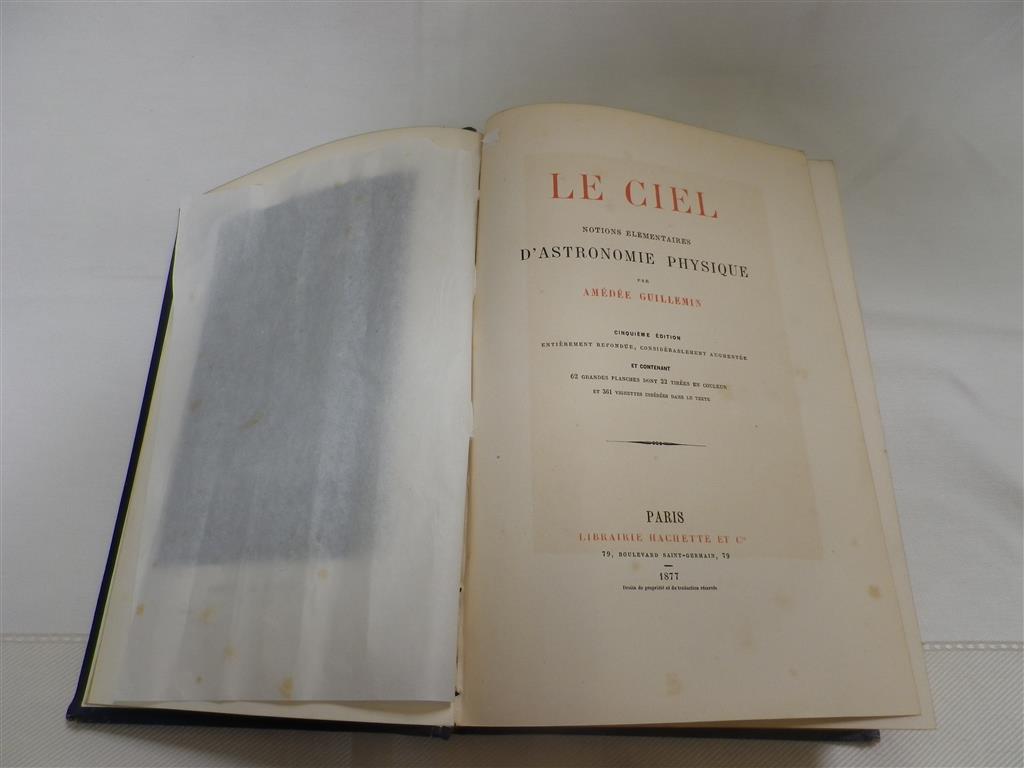 LE CIEL
NOTIONS ELEMENTAIRES
D'ASTRONOMIE PHYSIQUE
PAR
AMÉDÉE GUILLEMIN
CINQUIÈME ÉDITION
ENTIÈREMENT REFONDUE, CONSIDÉRABLEMENT AUGMENTÉE
ET CONTENANT
62 GRANDES PLANCHES DONT 22 TIRÉES EN COULEUR
ET 361 VIGNETTES INSÉRÉES DANS LE TEXTE
PARIS
LIBRAIRIE HACHETTE ET Cie
79, BOULEVARD SAINT-GERMAIN, 79
1877
Droits de propriété et de traduction réservés